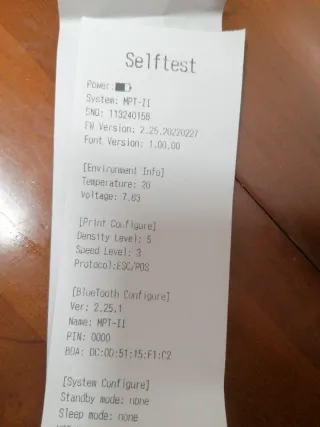 Selftest
Power:
System: MPT-II
SNO: 113240158
FW Version: 2.25.20220227
Font Version: 1.00.00
[Environment Info]
Temperature: 20
Voltage: 7.83
[Print Configure]
Density Level: 5
Speed Level: 3
Protocol:ESC/POS
[BlueTooth Configure]
Ver: 2.25.1
Name: MPT-II
PIN: 0000
BDA: DC:0D:51:15:F1:C2
[System Configure]
Standby mode: none
Sleep mode: none